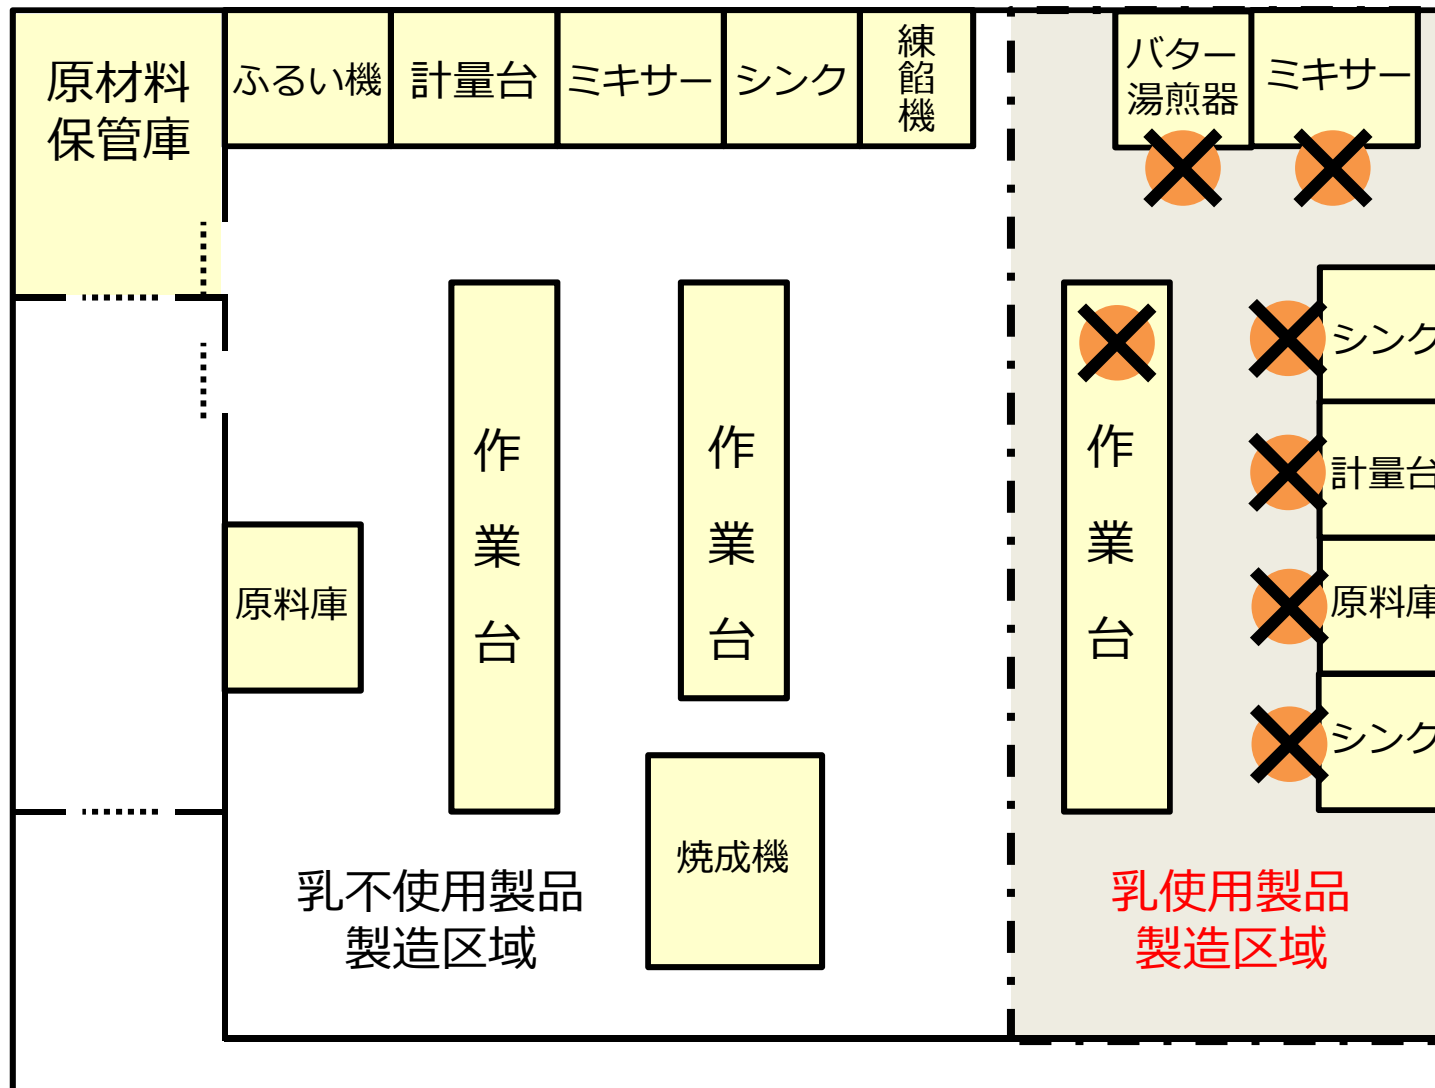 原材料
保管庫
ふるい機
計量台
ミキサー
シンク
練餡機
バター
湯煎器
ミキサー
作業台
作業台
作業台
シンク
計量台
原料庫
シンク
原料庫
焼成機
乳不使用製品
製造区域
乳使用製品
製造区域